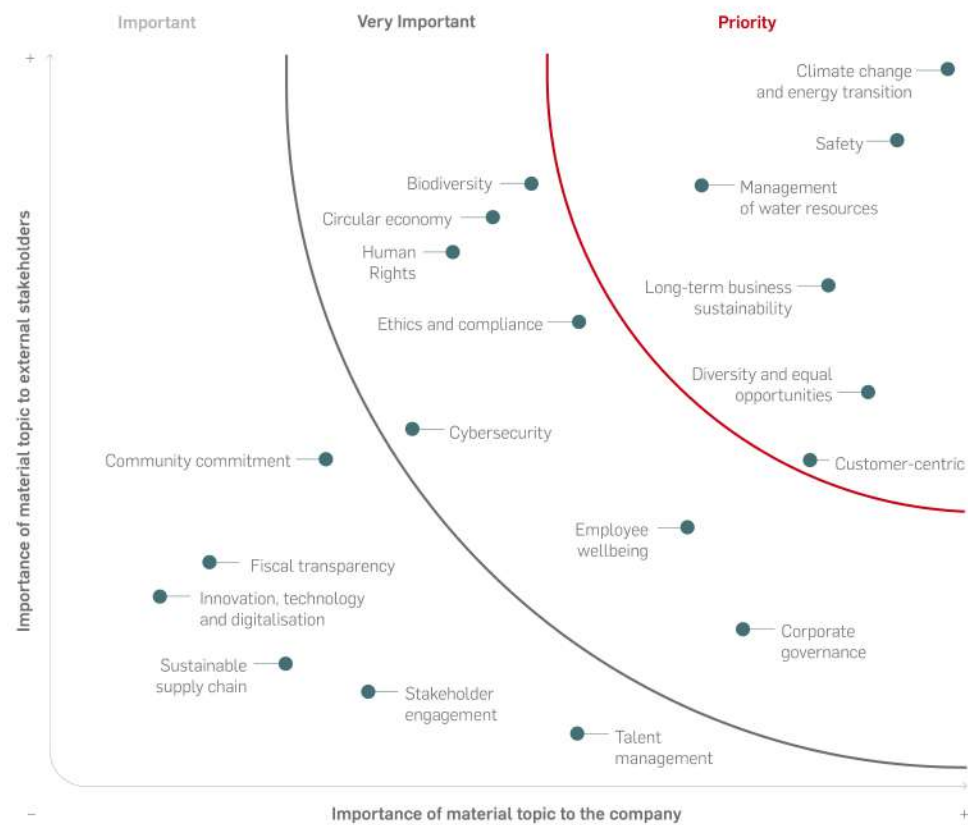 Important
Very Important
Priority
+
Climate change
and energy transition
Safety
Biodiversity
Management
of water resources
Circular economy
Human
Rights
Long-term business
sustainability
Ethics and compliance
Diversity and equal
opportunities
Cybersecurity
Community commitment
Customer-centric
Employee
wellbeing
Fiscal transparency
Innovation, technology
and digitalisation
Corporate
governance
Sustainable
supply chain
Stakeholder
engagement
Talent
management
Importance of material topic to external stakeholders
–
Importance of material topic to the company
+